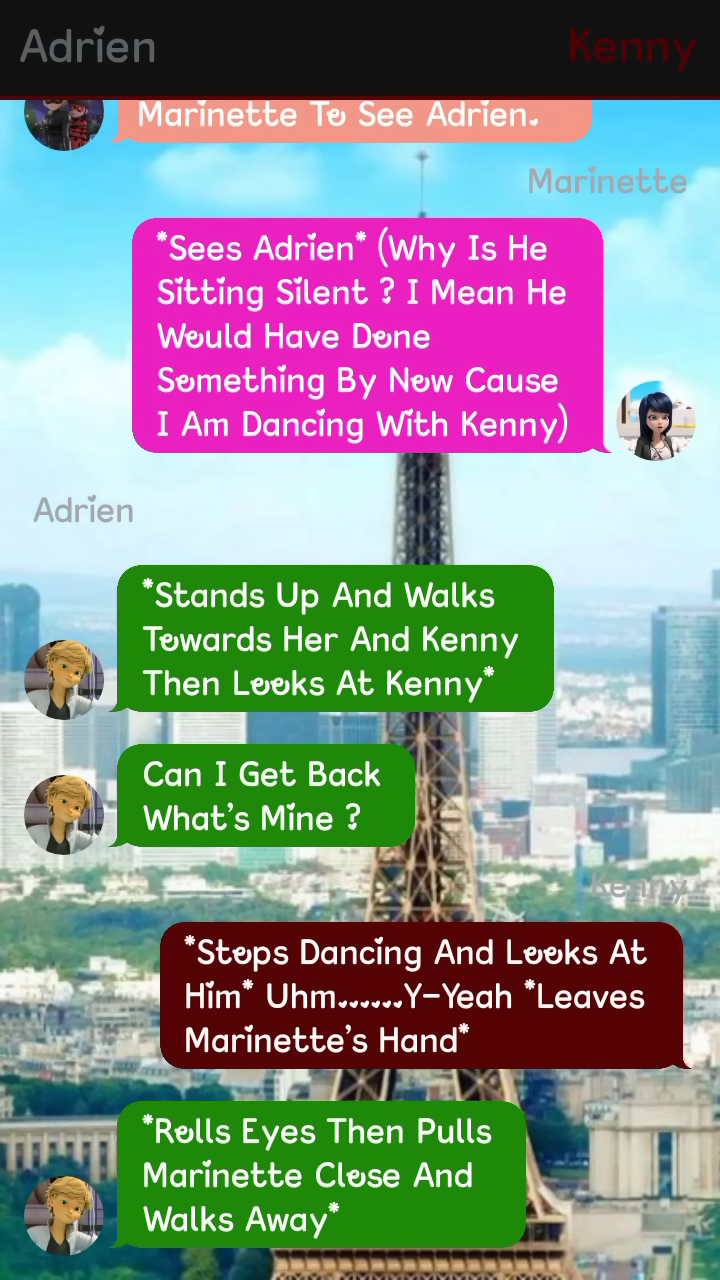 Adrien
Kenny
Marinette To See Adrien.
Marinette
*Sees Adrien* (Why Is He
Sitting Silent ? I Mean He
Would Have Done
Something By Now Cause
I Am Dancing With Kenny)
Adrien
*Stands Up And Walks
Towards Her And Kenny
Then Looks At Kenny*
Can I Get Back
What's Mine ?
Kenny
*Stops Dancing And Looks At
Him* Uhm......Y-Yeah *Leaves
Marinette's Hand*
*Rolls Eyes Then Pulls
Marinette Close And
Walks Away*